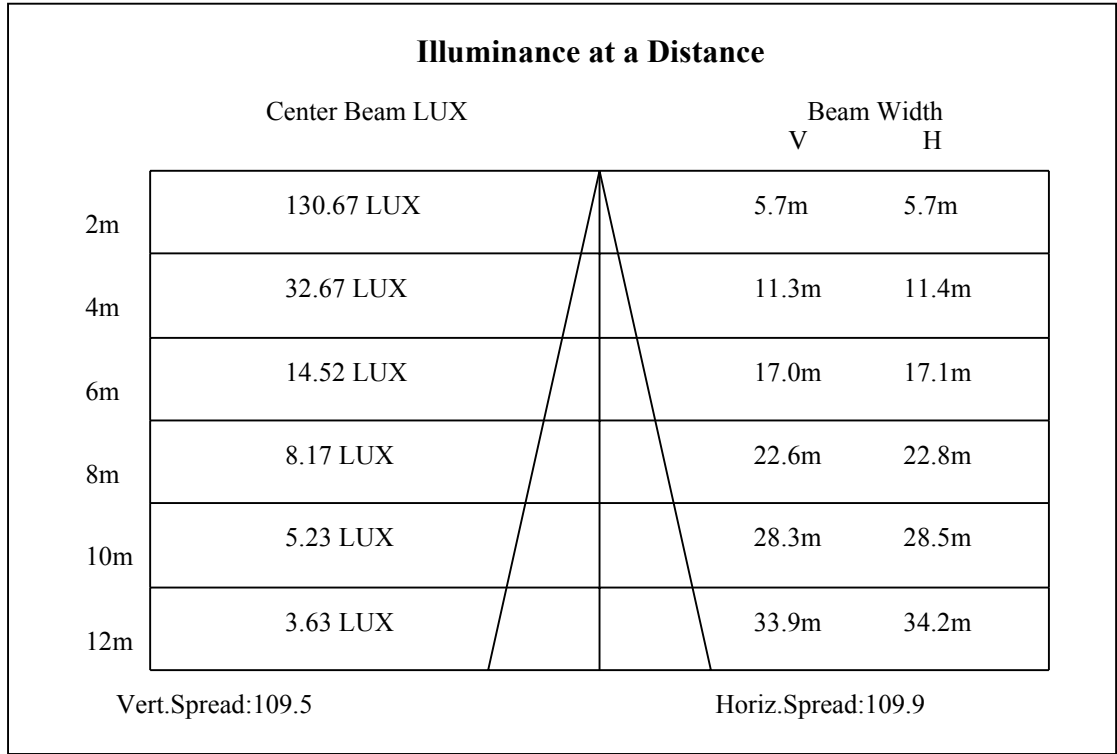 Illuminance at a Distance
Center Beam LUX Beam Width
V H
2m 130.67 LUX 5.7m 5.7m
4m 32.67 LUX 11.3m 11.4m
6m 14.52 LUX 17.0m 17.1m
8m 8.17 LUX 22.6m 22.8m
10m 5.23 LUX 28.3m 28.5m
12m 3.63 LUX 33.9m 34.2m
Vert.Spread:109.5 Horiz.Spread:109.9